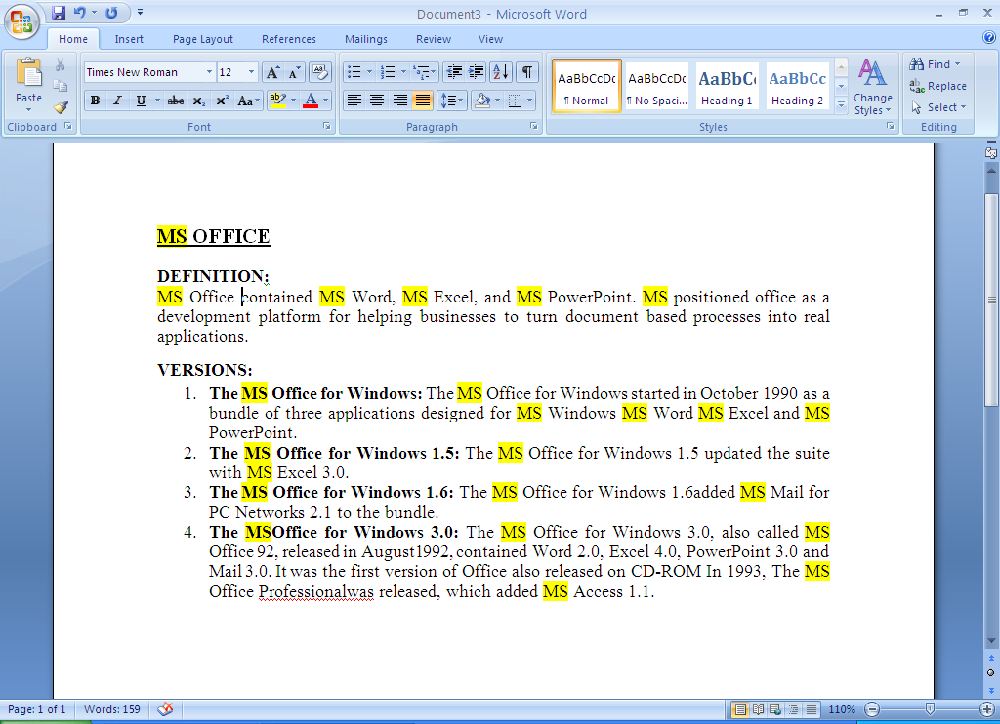 Document3 - Microsoft Word
Home Insert Page Layout References Mailings Review View
Times New Roman 12
Paste
B I U abc X₂ X² Aa ab A
A A Aa
A Z
¶
AaBbCcDc AaBbCcDc AaBbC AaBbCc
¶ Normal ¶ No Spaci... Heading 1 Heading 2
Change
Styles
Find
Replace
Select
Clipboard Font Paragraph Styles Editing
MS OFFICE
DEFINITION:
MS Office contained MS Word, MS Excel, and MS PowerPoint. MS positioned office as a
development platform for helping businesses to turn document based processes into real
applications.
VERSIONS:
1. The MS Office for Windows: The MS Office for Windows started in October 1990 as a
bundle of three applications designed for MS Windows MS Word MS Excel and MS
PowerPoint.
2. The MS Office for Windows 1.5: The MS Office for Windows 1.5 updated the suite
with MS Excel 3.0.
3. The MS Office for Windows 1.6: The MS Office for Windows 1.6added MS Mail for
PC Networks 2.1 to the bundle.
4. The MSOffice for Windows 3.0: The MS Office for Windows 3.0, also called MS
Office 92, released in August1992, contained Word 2.0, Excel 4.0, PowerPoint 3.0 and
Mail 3.0. It was the first version of Office also released on CD-ROM In 1993, The MS
Office Professionalwas released, which added MS Access 1.1.
Page: 1 of 1 Words: 159 110%